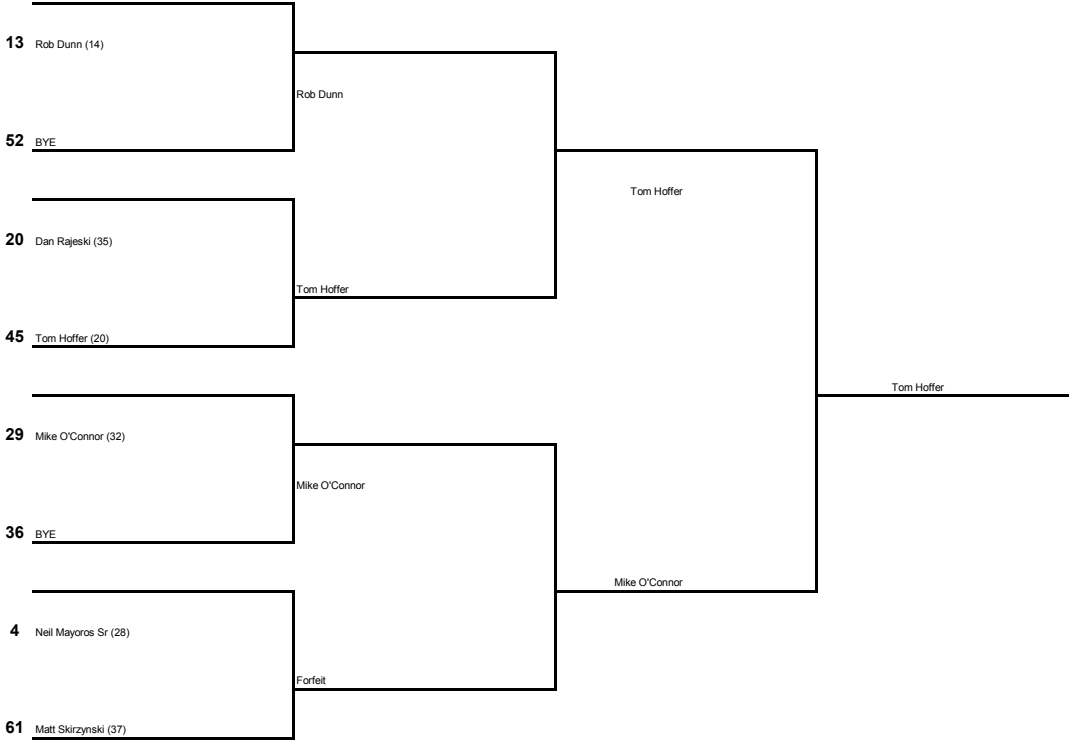 13 Rob Dunn (14)
Rob Dunn
52 BYE
Tom Hoffer
20 Dan Rajeski (35)
Tom Hoffer
45 Tom Hoffer (20)
Tom Hoffer
29 Mike O'Connor (32)
Mike O'Connor
36 BYE
Mike O'Connor
4 Neil Mayoros Sr (28)
Forfeit
61 Matt Skirzynski (37)